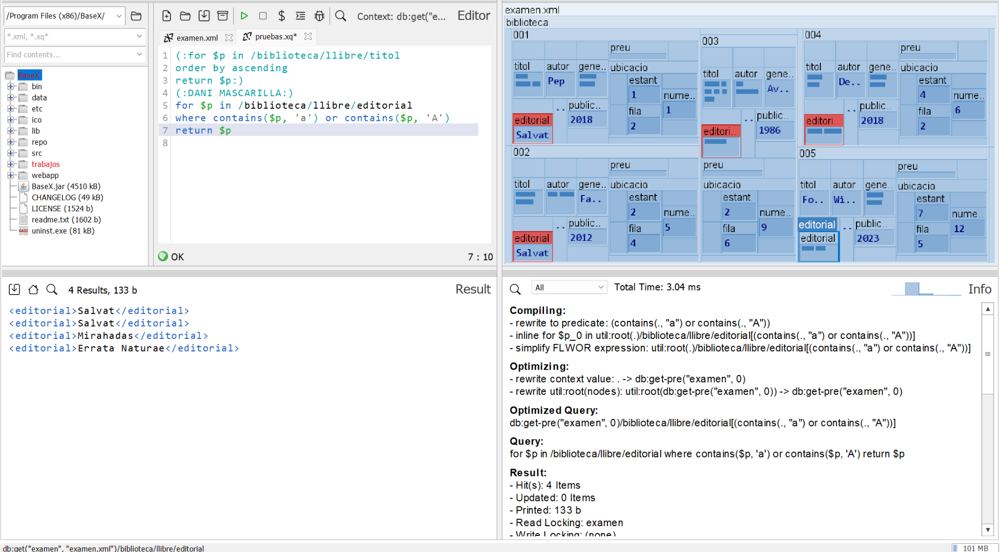 /Program Files (x86)/BaseX/
*.xml, *.xq*
Find contents...
BaseX
bin
data
etc
ico
lib
repo
src
trabajos
webapp
BaseX.jar (4510 kB)
CHANGELOG (49 kB)
LICENSE (1524 b)
readme.txt (1602 b)
uninst.exe (81 kB)
Context: db:get("e...
Editor
examen.xml
pruebas.xq*
1 (:for $p in /biblioteca/llibre/titol
2 order by ascending
3 return $p:)
4 (:DANI MASCARILLA:)
5 for $p in /biblioteca/llibre/editorial
6 where contains($p, 'a') or contains($p, 'A')
7 return $p
8
OK
7 : 10
examen.xml
biblioteca
001
titol
autor
Pep
gene..
preu
ubicacio
estant
1
fila
2
nume..
1
editorial
Salvat
..
public..
2018
002
titol
autor
gene..
Fa..
preu
ubicacio
estant
2
fila
4
nume..
5
editorial
Salvat
..
public..
2012
003
titol
autor
gene..
Av..
editori..
..
public..
1986
preu
ubicacio
estant
2
fila
6
nume..
9
004
titol
autor
De..
gene..
preu
ubicacio
estant
4
fila
2
nume..
6
editori..
..
public..
2018
005
titol
Fo..
autor
Wi..
gene..
preu
ubicacio
estant
7
fila
5
nume..
12
editorial
editorial
..
public..
2023
4 Results, 133 b
Result
<editorial>Salvat</editorial>
<editorial>Salvat</editorial>
<editorial>Mirahadas</editorial>
<editorial>Errata Naturae</editorial>
All
Total Time: 3.04 ms
Info
Compiling:
- rewrite to predicate: (contains(., "a") or contains(., "A"))
- inline for $p_0 in util:root(.)/biblioteca/llibre/editorial[(contains(., "a") or contains(., "A"))]
- simplify FLWOR expression: util:root(.)/biblioteca/llibre/editorial[(contains(., "a") or contains(., "A"))]
Optimizing:
- rewrite context value: . -> db:get-pre("examen", 0)
- rewrite util:root(nodes): util:root(db:get-pre("examen", 0)) -> db:get-pre("examen", 0)
Optimized Query:
db:get-pre("examen", 0)/biblioteca/llibre/editorial[(contains(., "a") or contains(., "A"))]
Query:
for $p in /biblioteca/llibre/editorial where contains($p, 'a') or contains($p, 'A') return $p
Result:
- Hit(s): 4 Items
- Updated: 0 Items
- Printed: 133 b
- Read Locking: examen
- Write Locking: (none)
db:get("examen", "examen.xml")/biblioteca/llibre/editorial
101 MB